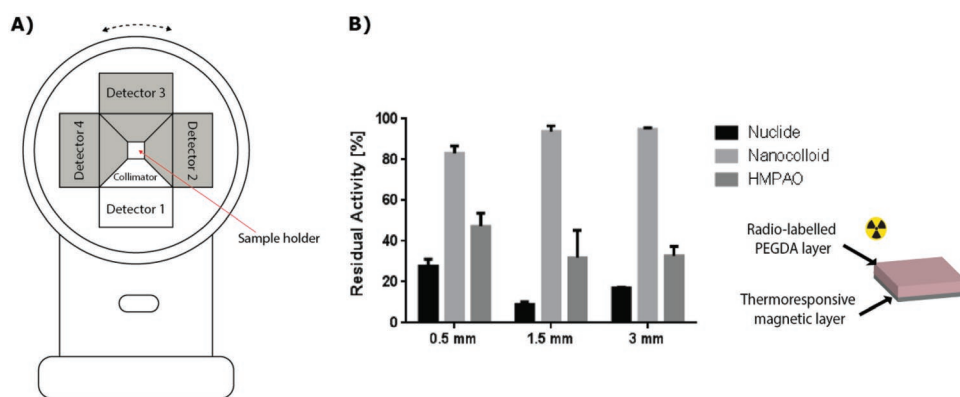 A)
Detector 3
Detector 4
Detector 2
Collimator
Detector 1
Sample holder
B)
Residual Activity [%]
100
80
60
40
20
0
0.5 mm
1.5 mm
3 mm
Nuclide
Nanocolloid
HMPAO
Radio-labelled
PEGDA layer
Thermoresponsive
magnetic layer